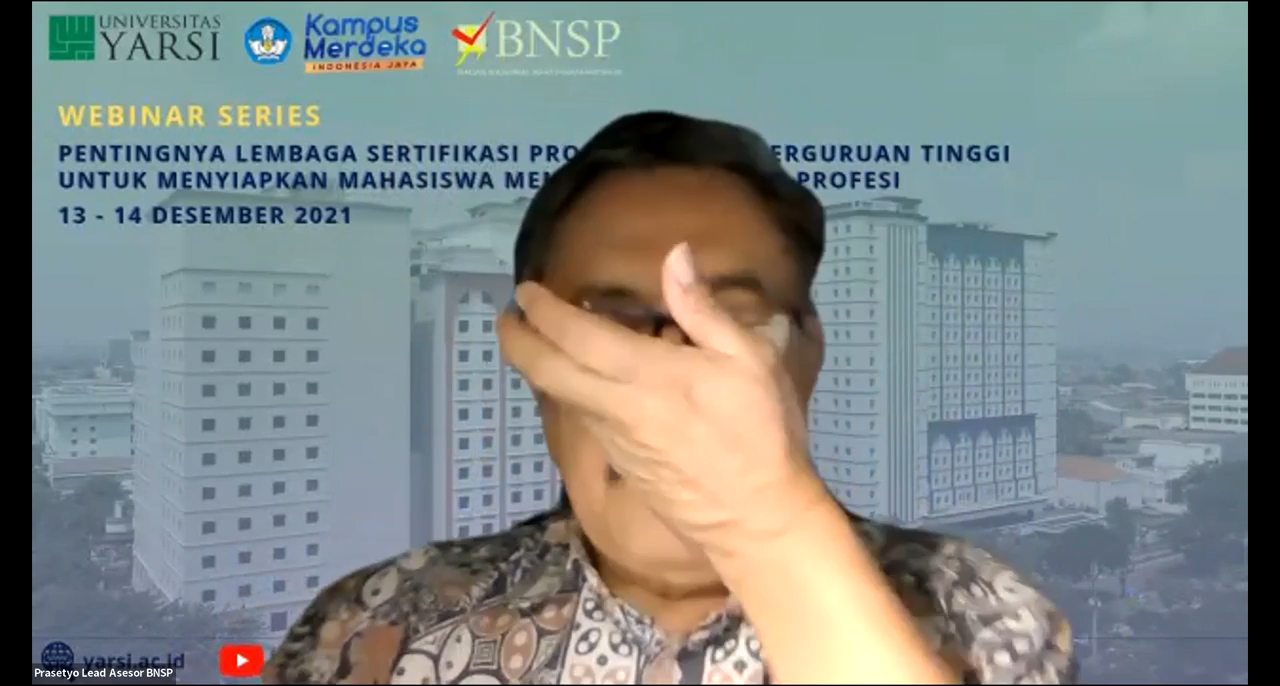 UNIVERSITAS
YARSI
Kampus
Merdeka
INDONESIA JAYA
BNSP
WEBINAR SERIES
PENTINGNYA LEMBAGA SERTIFIKASI PRO ERGURUAN TINGGI
UNTUK MENYIAPKAN MAHASISWA MEN PROFESI
13 - 14 DESEMBER 2021
yarsi.ac.id
Prasetyo Lead Asesor BNSP